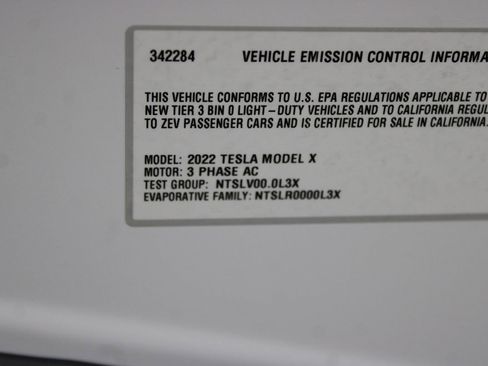 342284 VEHICLE EMISSION CONTROL INFORMA
THIS VEHICLE CONFORMS TO U.S. EPA REGULATIONS APPLICABLE TO
NEW TIER 3 BIN 0 LIGHT-DUTY VEHICLES AND TO CALIFORNIA REGUL
TO ZEV PASSENGER CARS AND IS CERTIFIED FOR SALE IN CALIFORNIA.
MODEL: 2022 TESLA MODEL X
MOTOR: 3 PHASE AC
TEST GROUP: NTSLV00.0L3X
EVAPORATIVE FAMILY: NTSLR0000L3X